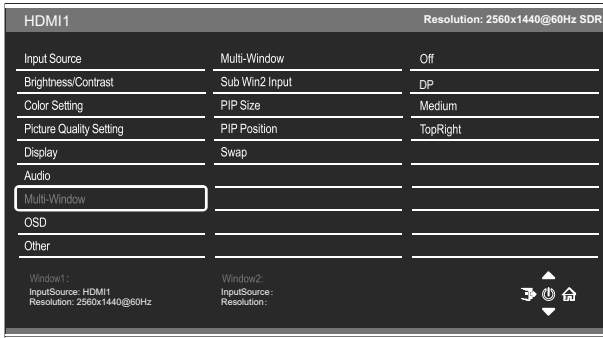 HDMI1 Resolution: 2560x1440@60Hz SDR
Input Source Multi-Window Off
Brightness/Contrast Sub Win2 Input DP
Color Setting PIP Size Medium
Picture Quality Setting PIP Position TopRight
Display Swap
Audio
Multi-Window
OSD
Other
Window1: Window2:
InputSource: HDMI1 InputSource:
Resolution: 2560x1440@60Hz Resolution: